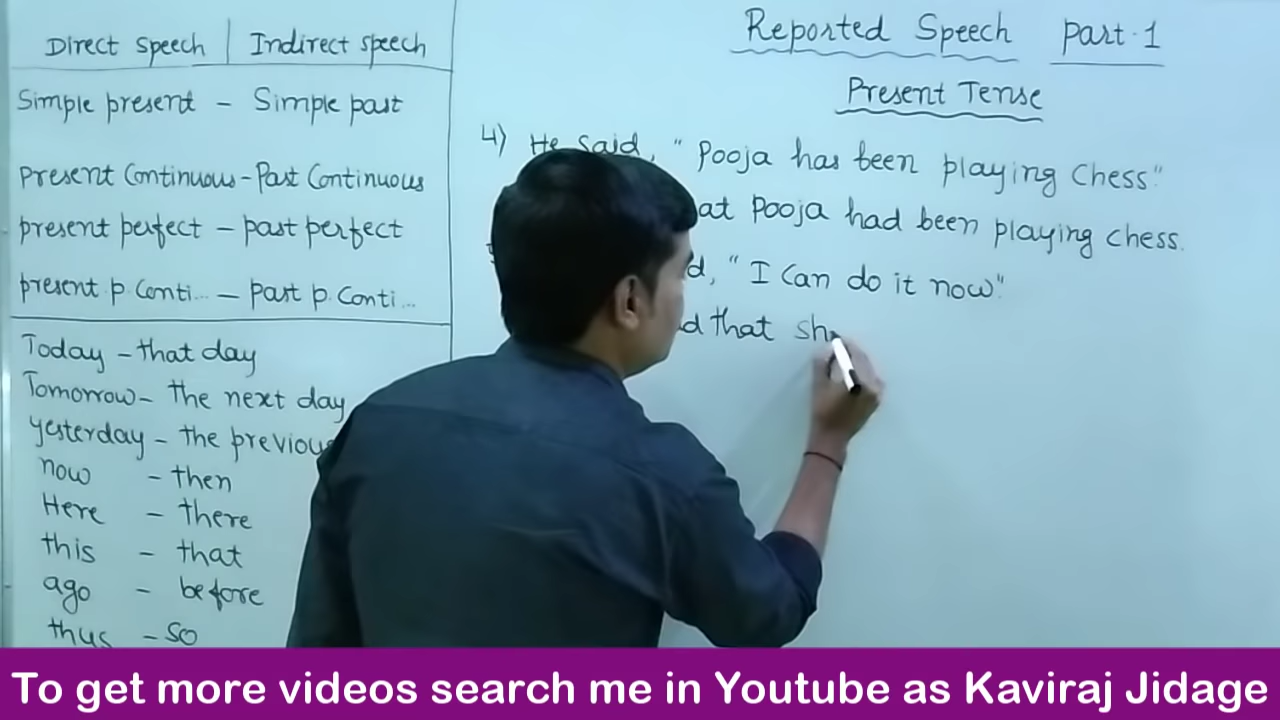 Direct speech | Indirect speech
Simple present - Simple past
present Continuous - Past Continuous
present perfect - past perfect
present p Conti... - Past p. Conti...
Today - that day
Tomorrow - The next day
yesterday - the previous
now - then
Here - there
this - that
ago - before
thus - so
Reported Speech Part-1
Present Tense
4) He said, "Pooja has been playing Chess."
at Pooja had been playing chess.
"I Can do it now"
that sh
To get more videos search me in Youtube as Kaviraj Jidage